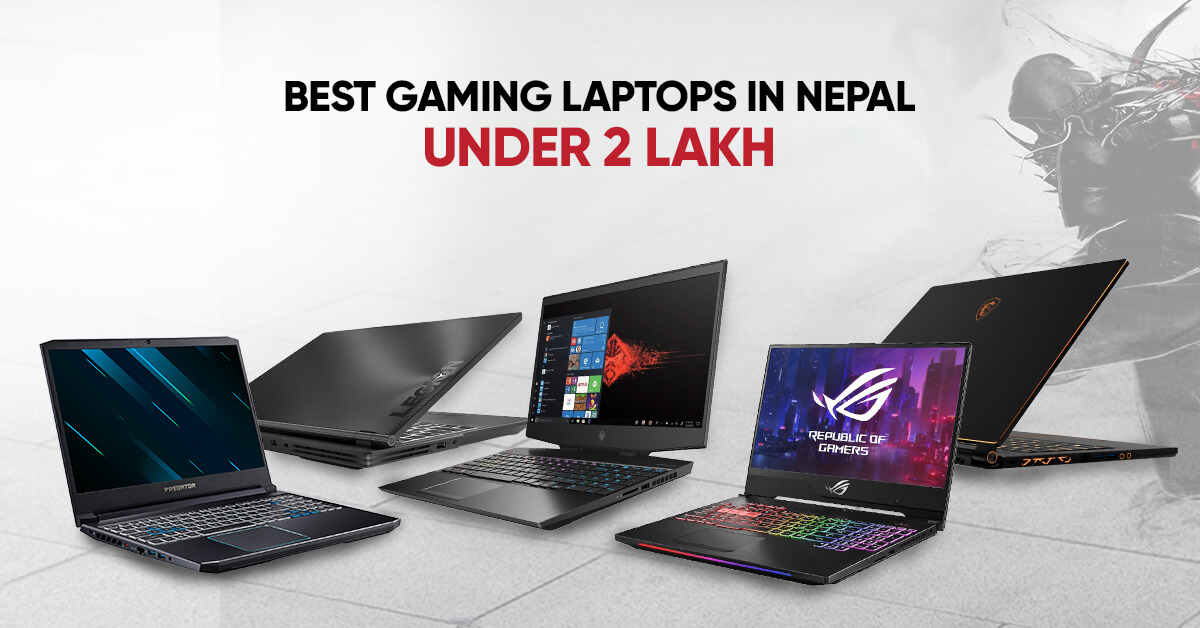 BEST GAMING LAPTOPS IN NEPAL
UNDER 2 LAKH
LEGION
PREDATOR
REPUBLIC OF
GAMERS